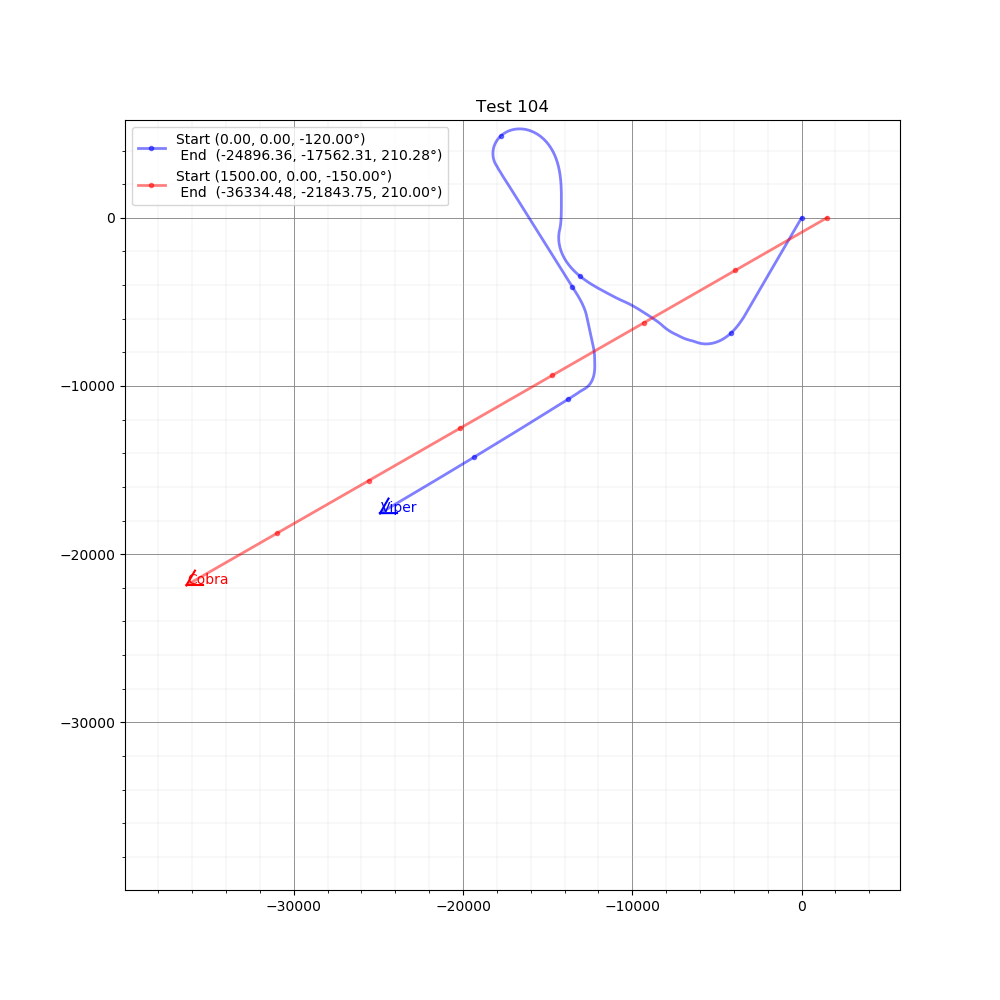 Test 104
Start (0.00, 0.00, -120.00°)
End  (-24896.36, -17562.31, 210.28°)
Start (1500.00, 0.00, -150.00°)
End  (-36334.48, -21843.75, 210.00°)
0
−10000
−20000
−30000
Viper
Cobra
−30000
−20000
−10000
0